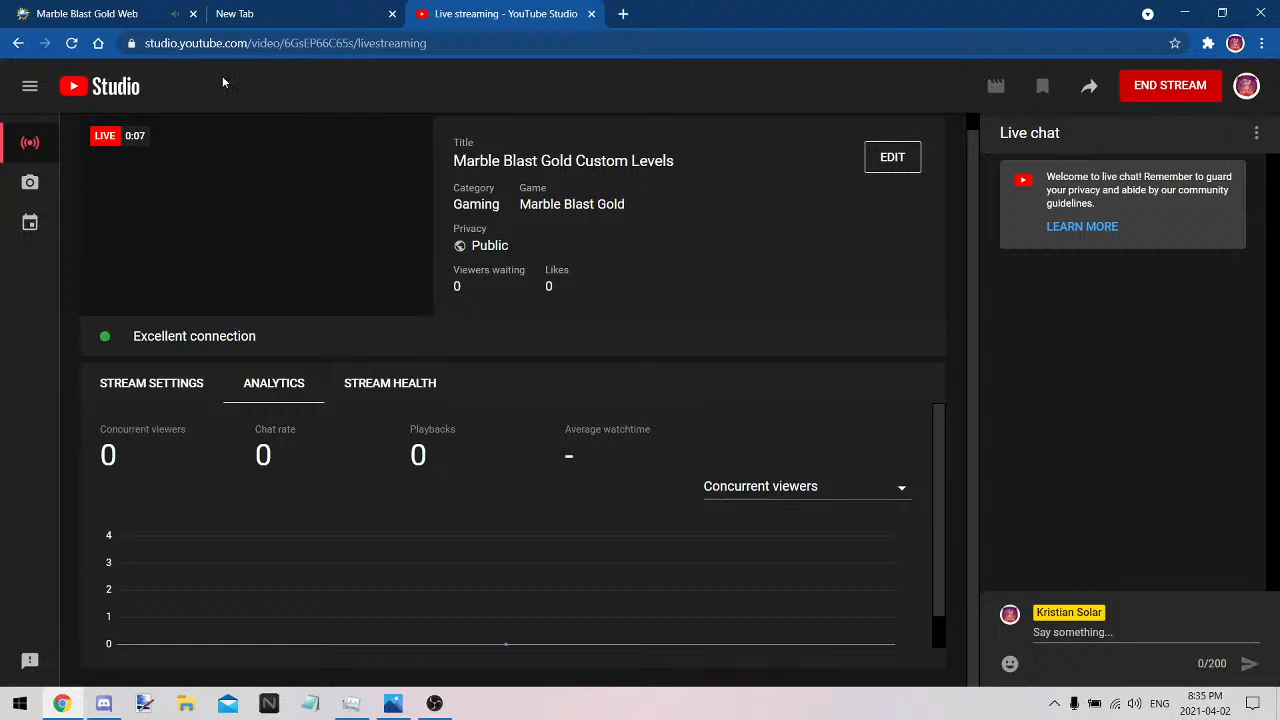 Marble Blast Gold Web
New Tab
Live streaming - YouTube Studio
studio.youtube.com/video/6GsEP66C65s/livestreaming
Studio
END STREAM
LIVE 0:07
Title
Marble Blast Gold Custom Levels
EDIT
Category Game
Gaming Marble Blast Gold
Privacy
Public
Viewers waiting Likes
0 0
Excellent connection
STREAM SETTINGS ANALYTICS STREAM HEALTH
Concurrent viewers Chat rate Playbacks Average watchtime
0 0 0 -
Concurrent viewers
4
3
2
1
0
Live chat
Welcome to live chat! Remember to guard
your privacy and abide by our community
guidelines.
LEARN MORE
Kristian Solar
Say something...
0/200
ENG
8:35 PM
2021-04-02